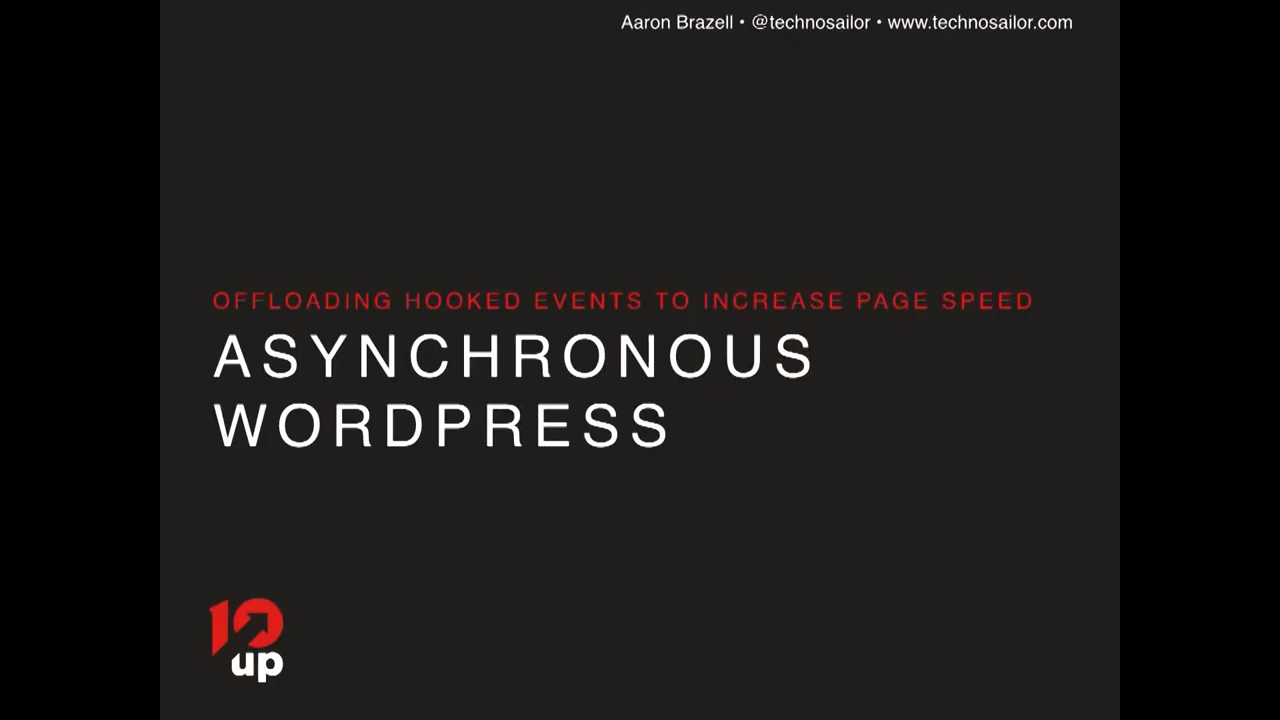 Aaron Brazell • @technosailor • www.technosailor.com
OFFLOADING HOOKED EVENTS TO INCREASE PAGE SPEED
ASYNCHRONOUS
WORDPRESS
10
up